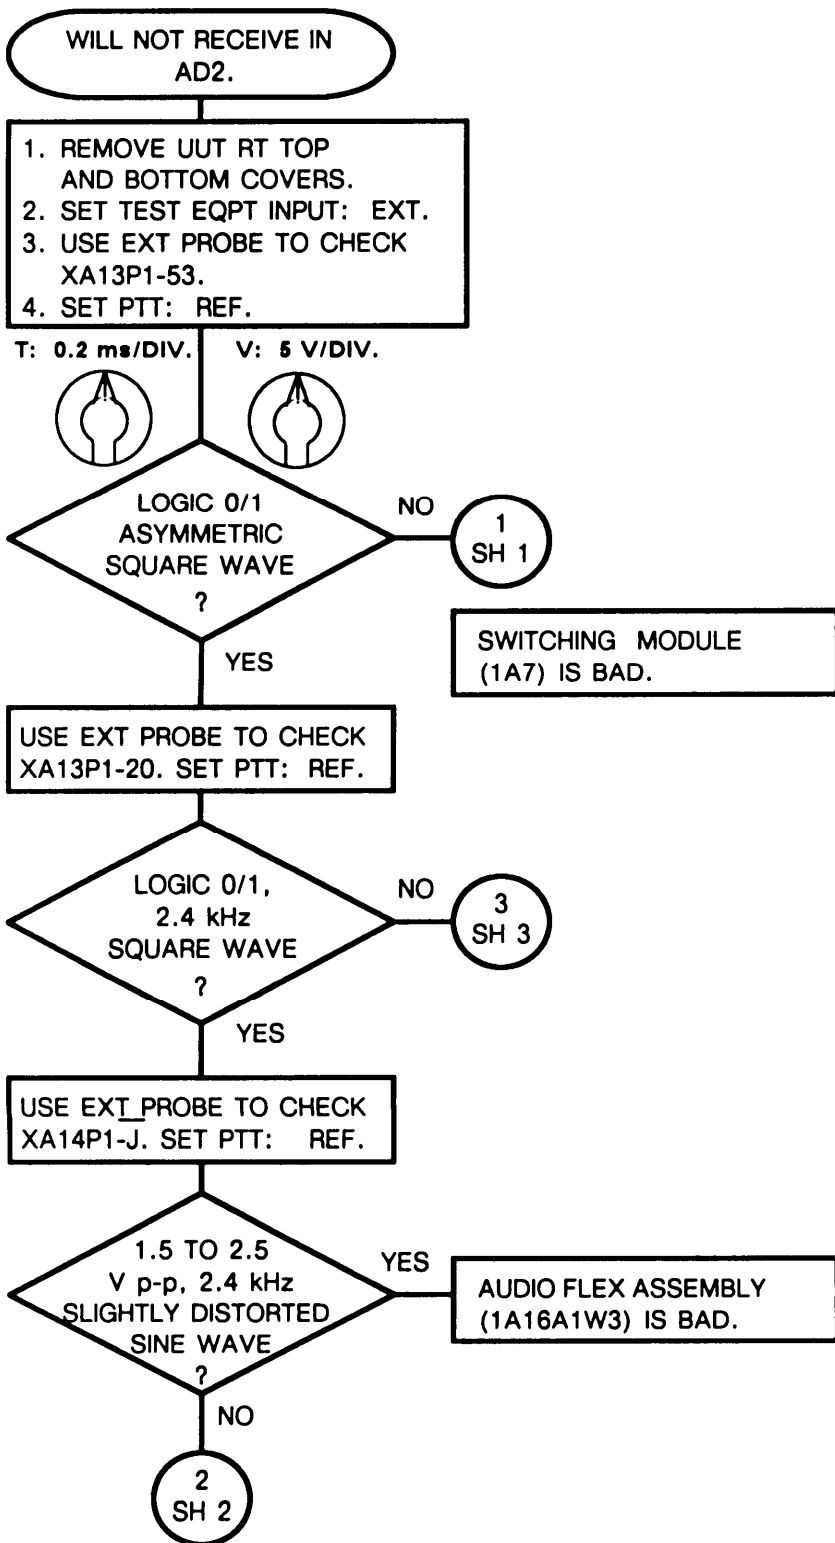 WILL NOT RECEIVE IN
AD2.
1. REMOVE UUT RT TOP
AND BOTTOM COVERS.
2. SET TEST EQPT INPUT: EXT.
3. USE EXT PROBE TO CHECK
XA13P1-53.
4. SET PTT: REF.
T: 0.2 ms/DIV. V: 5 V/DIV.
LOGIC 0/1
ASYMMETRIC
SQUARE WAVE
?
NO
1
SH 1
YES
SWITCHING MODULE
(1A7) IS BAD.
USE EXT PROBE TO CHECK
XA13P1-20. SET PTT: REF.
LOGIC 0/1,
2.4 kHz
SQUARE WAVE
?
NO
3
SH 3
YES
USE EXT PROBE TO CHECK
XA14P1-J̅. SET PTT: REF.
1.5 TO 2.5
V p-p, 2.4 kHz
SLIGHTLY DISTORTED
SINE WAVE
?
YES
AUDIO FLEX ASSEMBLY
(1A16A1W3) IS BAD.
NO
2
SH 2